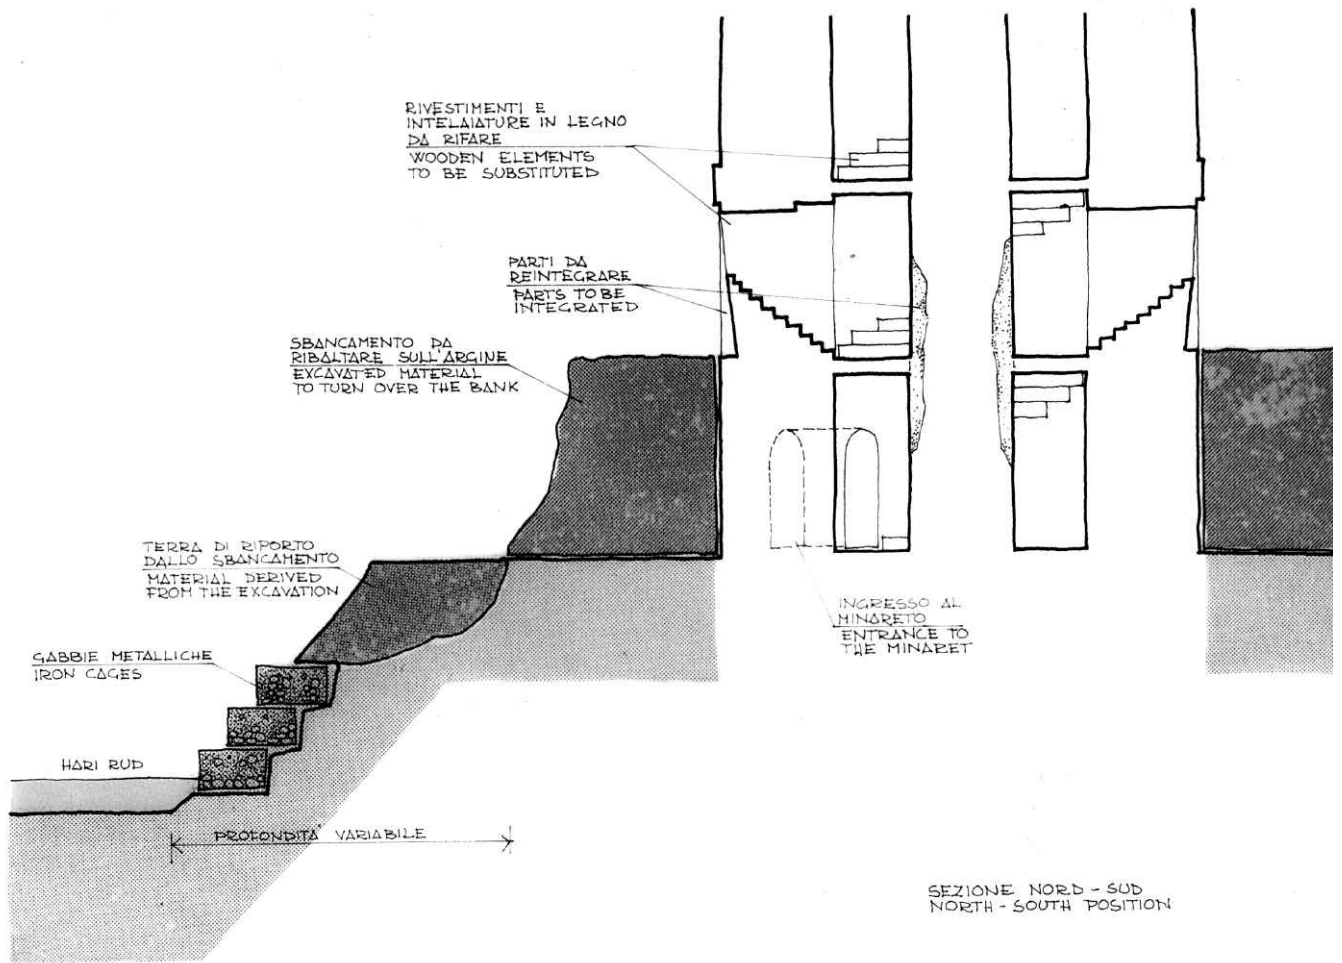 RIVESTIMENTI E
INTELAIATURE IN LEGNO
DA RIFARE
WOODEN ELEMENTS
TO BE SUBSTITUTED
PARTI DA
REINTEGRARE
PARTS TO BE
INTEGRATED
SBANCAMENTO DA
RIBALTARE SULL'ARGINE
EXCAVATED MATERIAL
TO TURN OVER THE BANK
TERRA DI RIPORTO
DALLO SBANCAMENTO
MATERIAL DERIVED
FROM THE EXCAVATION
INGRESSO AL
MINARETO
ENTRANCE TO
THE MINARET
GABBIE METALLICHE
IRON CAGES
HARI RUD
PROFONDITA' VARIABILE
SEZIONE NORD - SUD
NORTH - SOUTH POSITION